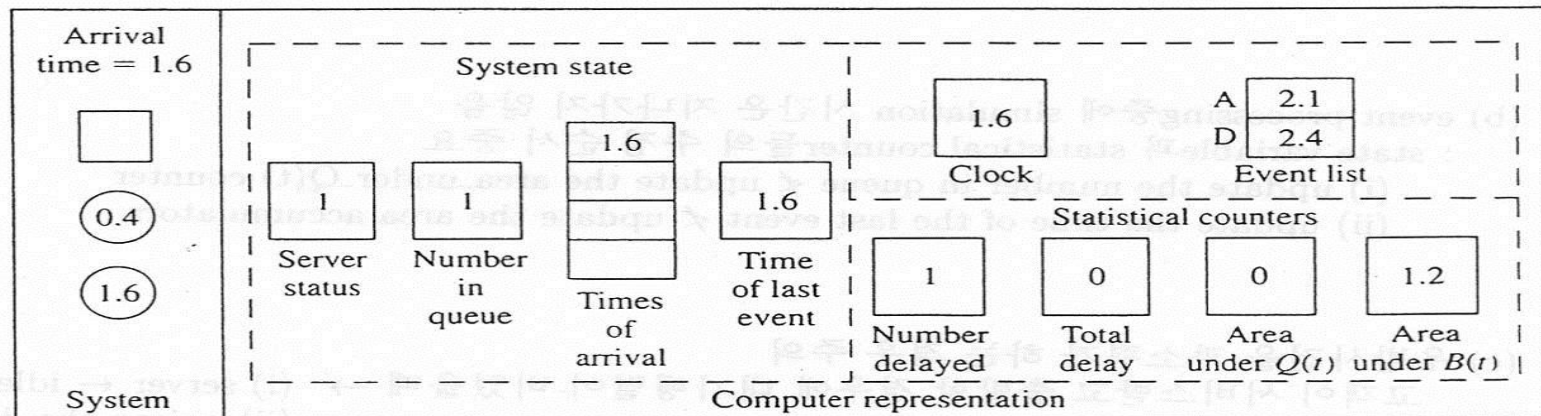 Arrival
time = 1.6
0.4
1.6
System
System state
1
Server
status
1
Number
in
queue
1.6
Times
of
arrival
1.6
Time
of last
event
1.6
Clock
A 2.1
D 2.4
Event list
Statistical counters
1
Number
delayed
0
Total
delay
0
Area
under Q(t)
1.2
Area
under B(t)
Computer representation